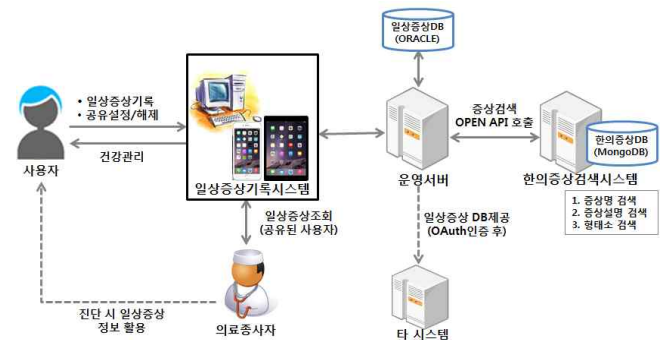 일상증상DB
(ORACLE)
• 일상증상기록
• 공유설정/해제
건강관리
사용자
일상증상기록시스템
증상검색
OPEN API 호출
운영서버
한의증상DB
(MongoDB)
한의증상검색시스템
1. 증상명 검색
2. 증상설명 검색
3. 형태소 검색
일상증상조회
(공유된 사용자)
일상증상 DB제공
(OAuth인증 후)
진단 시 일상증상
정보 활용
의료종사자
타 시스템